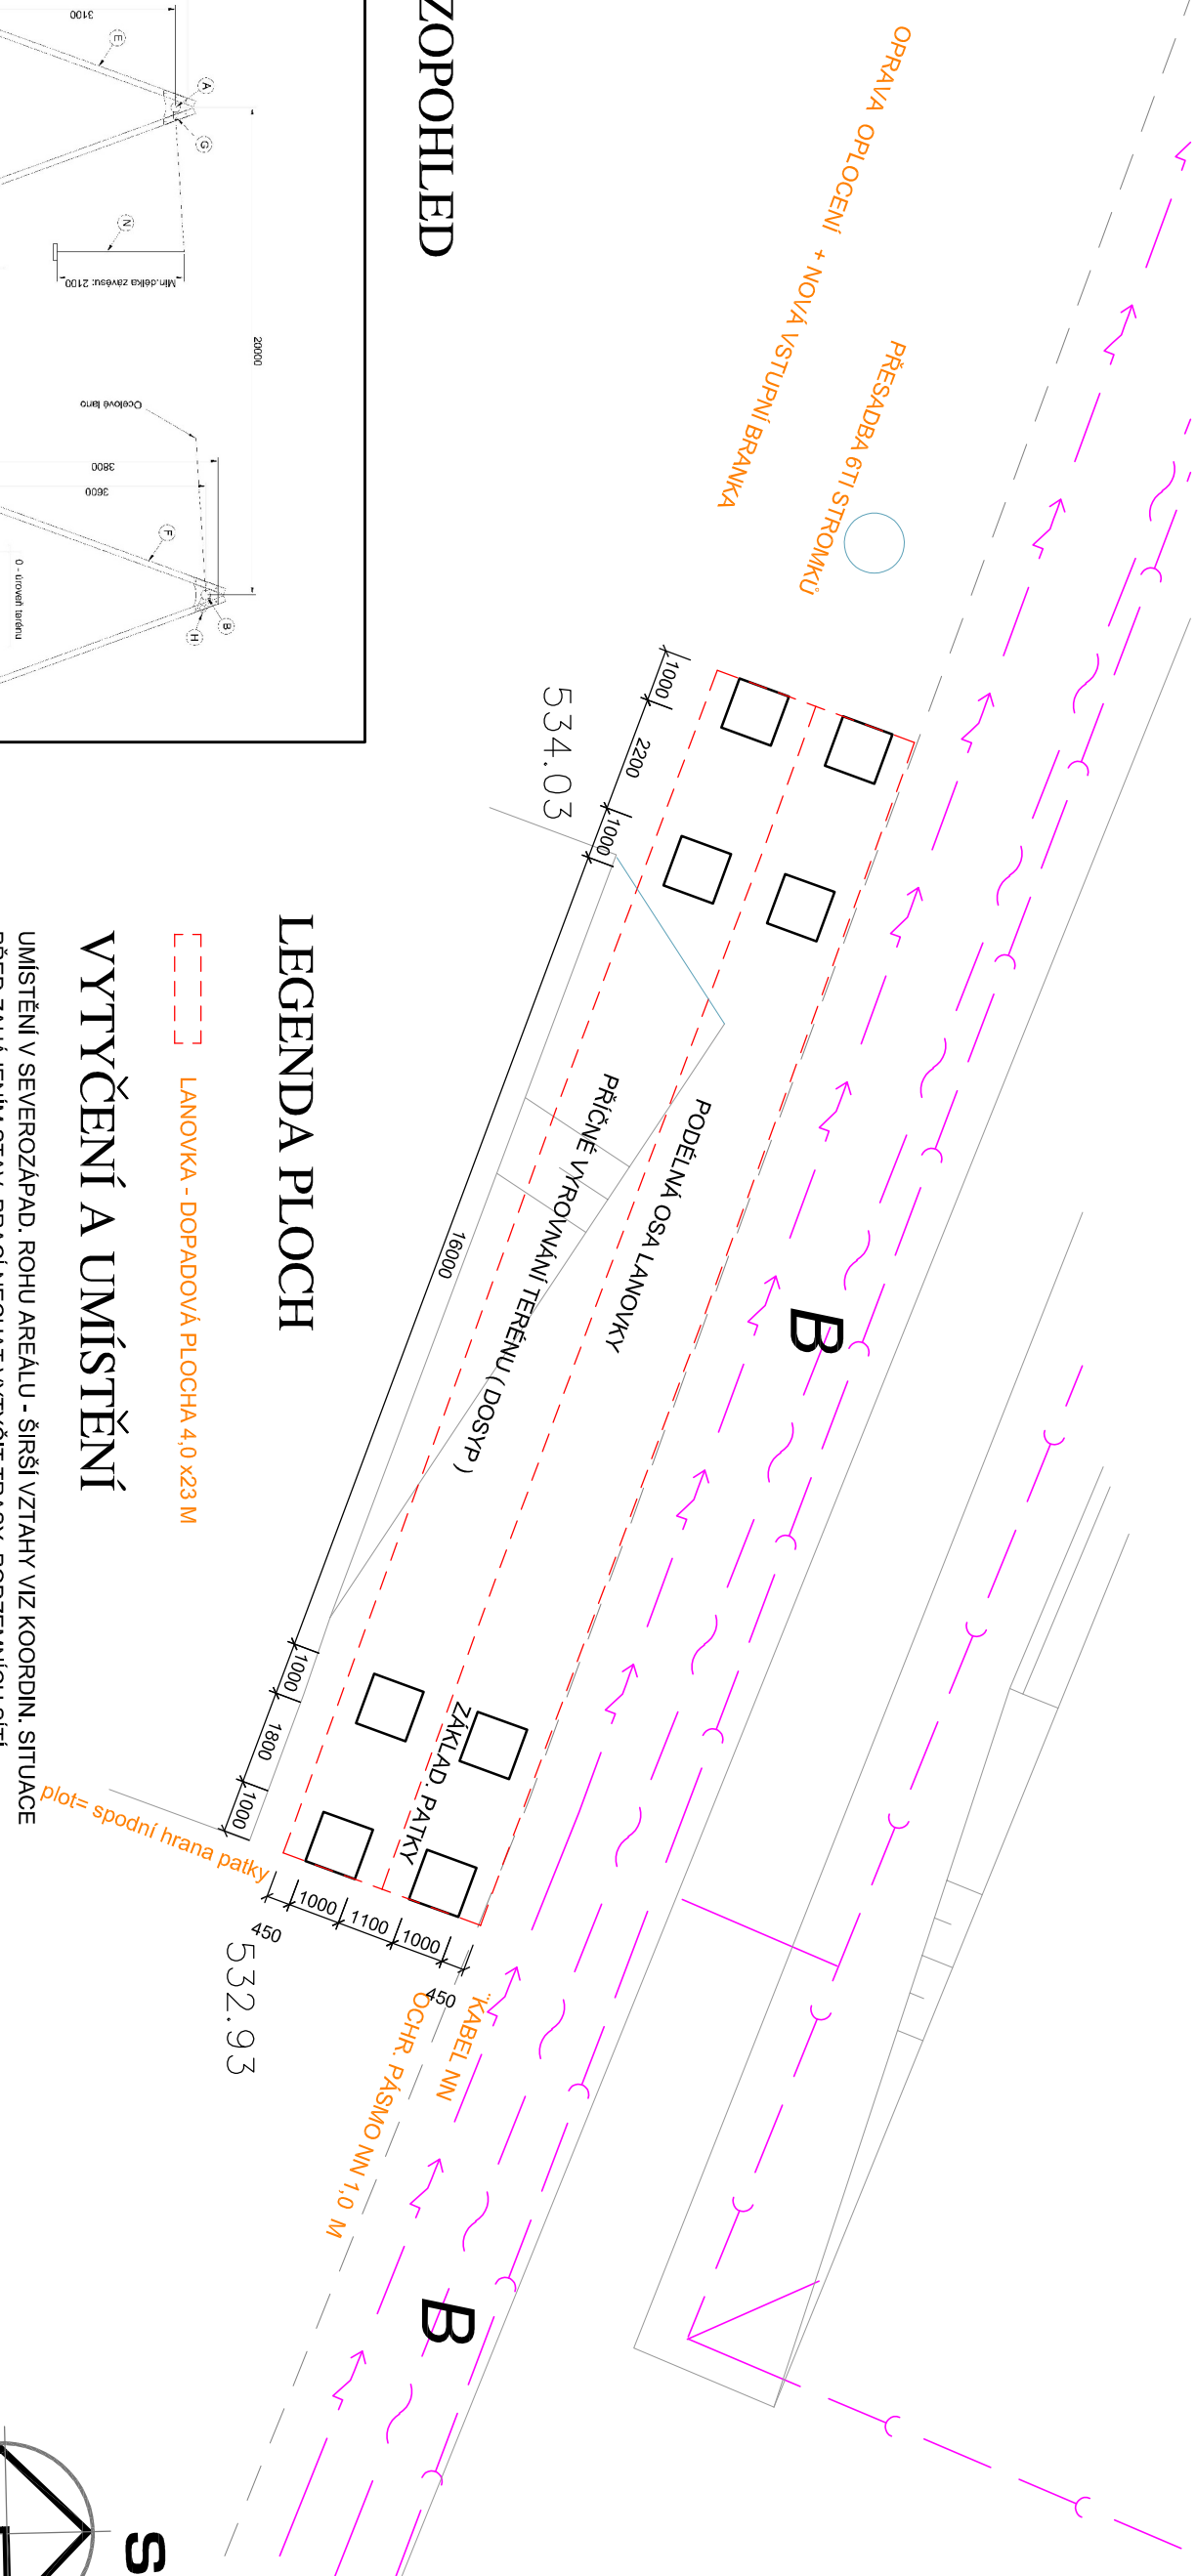 ZOPOHLED
3100
E
A
G
N
Min.délka závěsu: 2100
20000
Ocelové lano
3800
3600
F
B
H
0 - úroveň terénu
OPRAVA OPLOCENÍ + NOVÁ VSTUPNÍ BRANKA
PŘESADBA 6TI STROMKŮ
1000
2200
1000
16000
1000
1800
1000
534.03
PODÉLNÁ OSA LANOVKY
PŘÍČNÉ VYROVNÁNÍ TERÉNU ( DOSYP )
ZÁKLAD. PATKY
B
B
450
1000
1100
1000
450
532.93
plot= spodní hrana patky
"KABEL NN
OCHR. PÁSMO NN 1,0 M
LEGENDA PLOCH
LANOVKA - DOPADOVÁ PLOCHA 4,0 x23 M
VYTYČENÍ A UMÍSTĚNÍ
UMÍSTĚNÍ V SEVEROZÁPAD. ROHU AREÁLU - ŠIRŠÍ VZTAHY VIZ KOORDIN. SITUACE
S